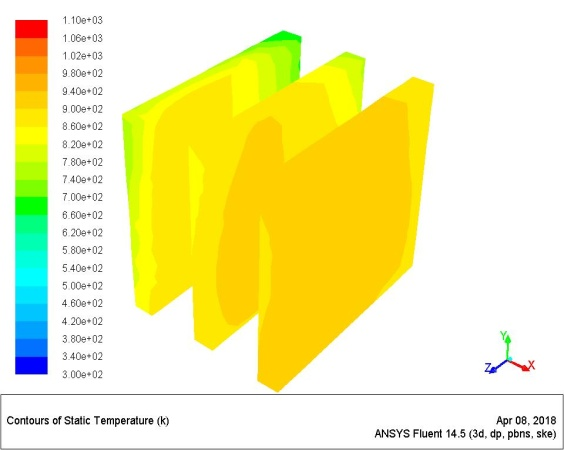 1.10e+03
1.06e+03
1.02e+03
9.80e+02
9.40e+02
9.00e+02
8.60e+02
8.20e+02
7.80e+02
7.40e+02
7.00e+02
6.60e+02
6.20e+02
5.80e+02
5.40e+02
5.00e+02
4.60e+02
4.20e+02
3.80e+02
3.40e+02
3.00e+02
Y
Z X
Contours of Static Temperature (k)
Apr 08, 2018
ANSYS Fluent 14.5 (3d, dp, pbns, ske)